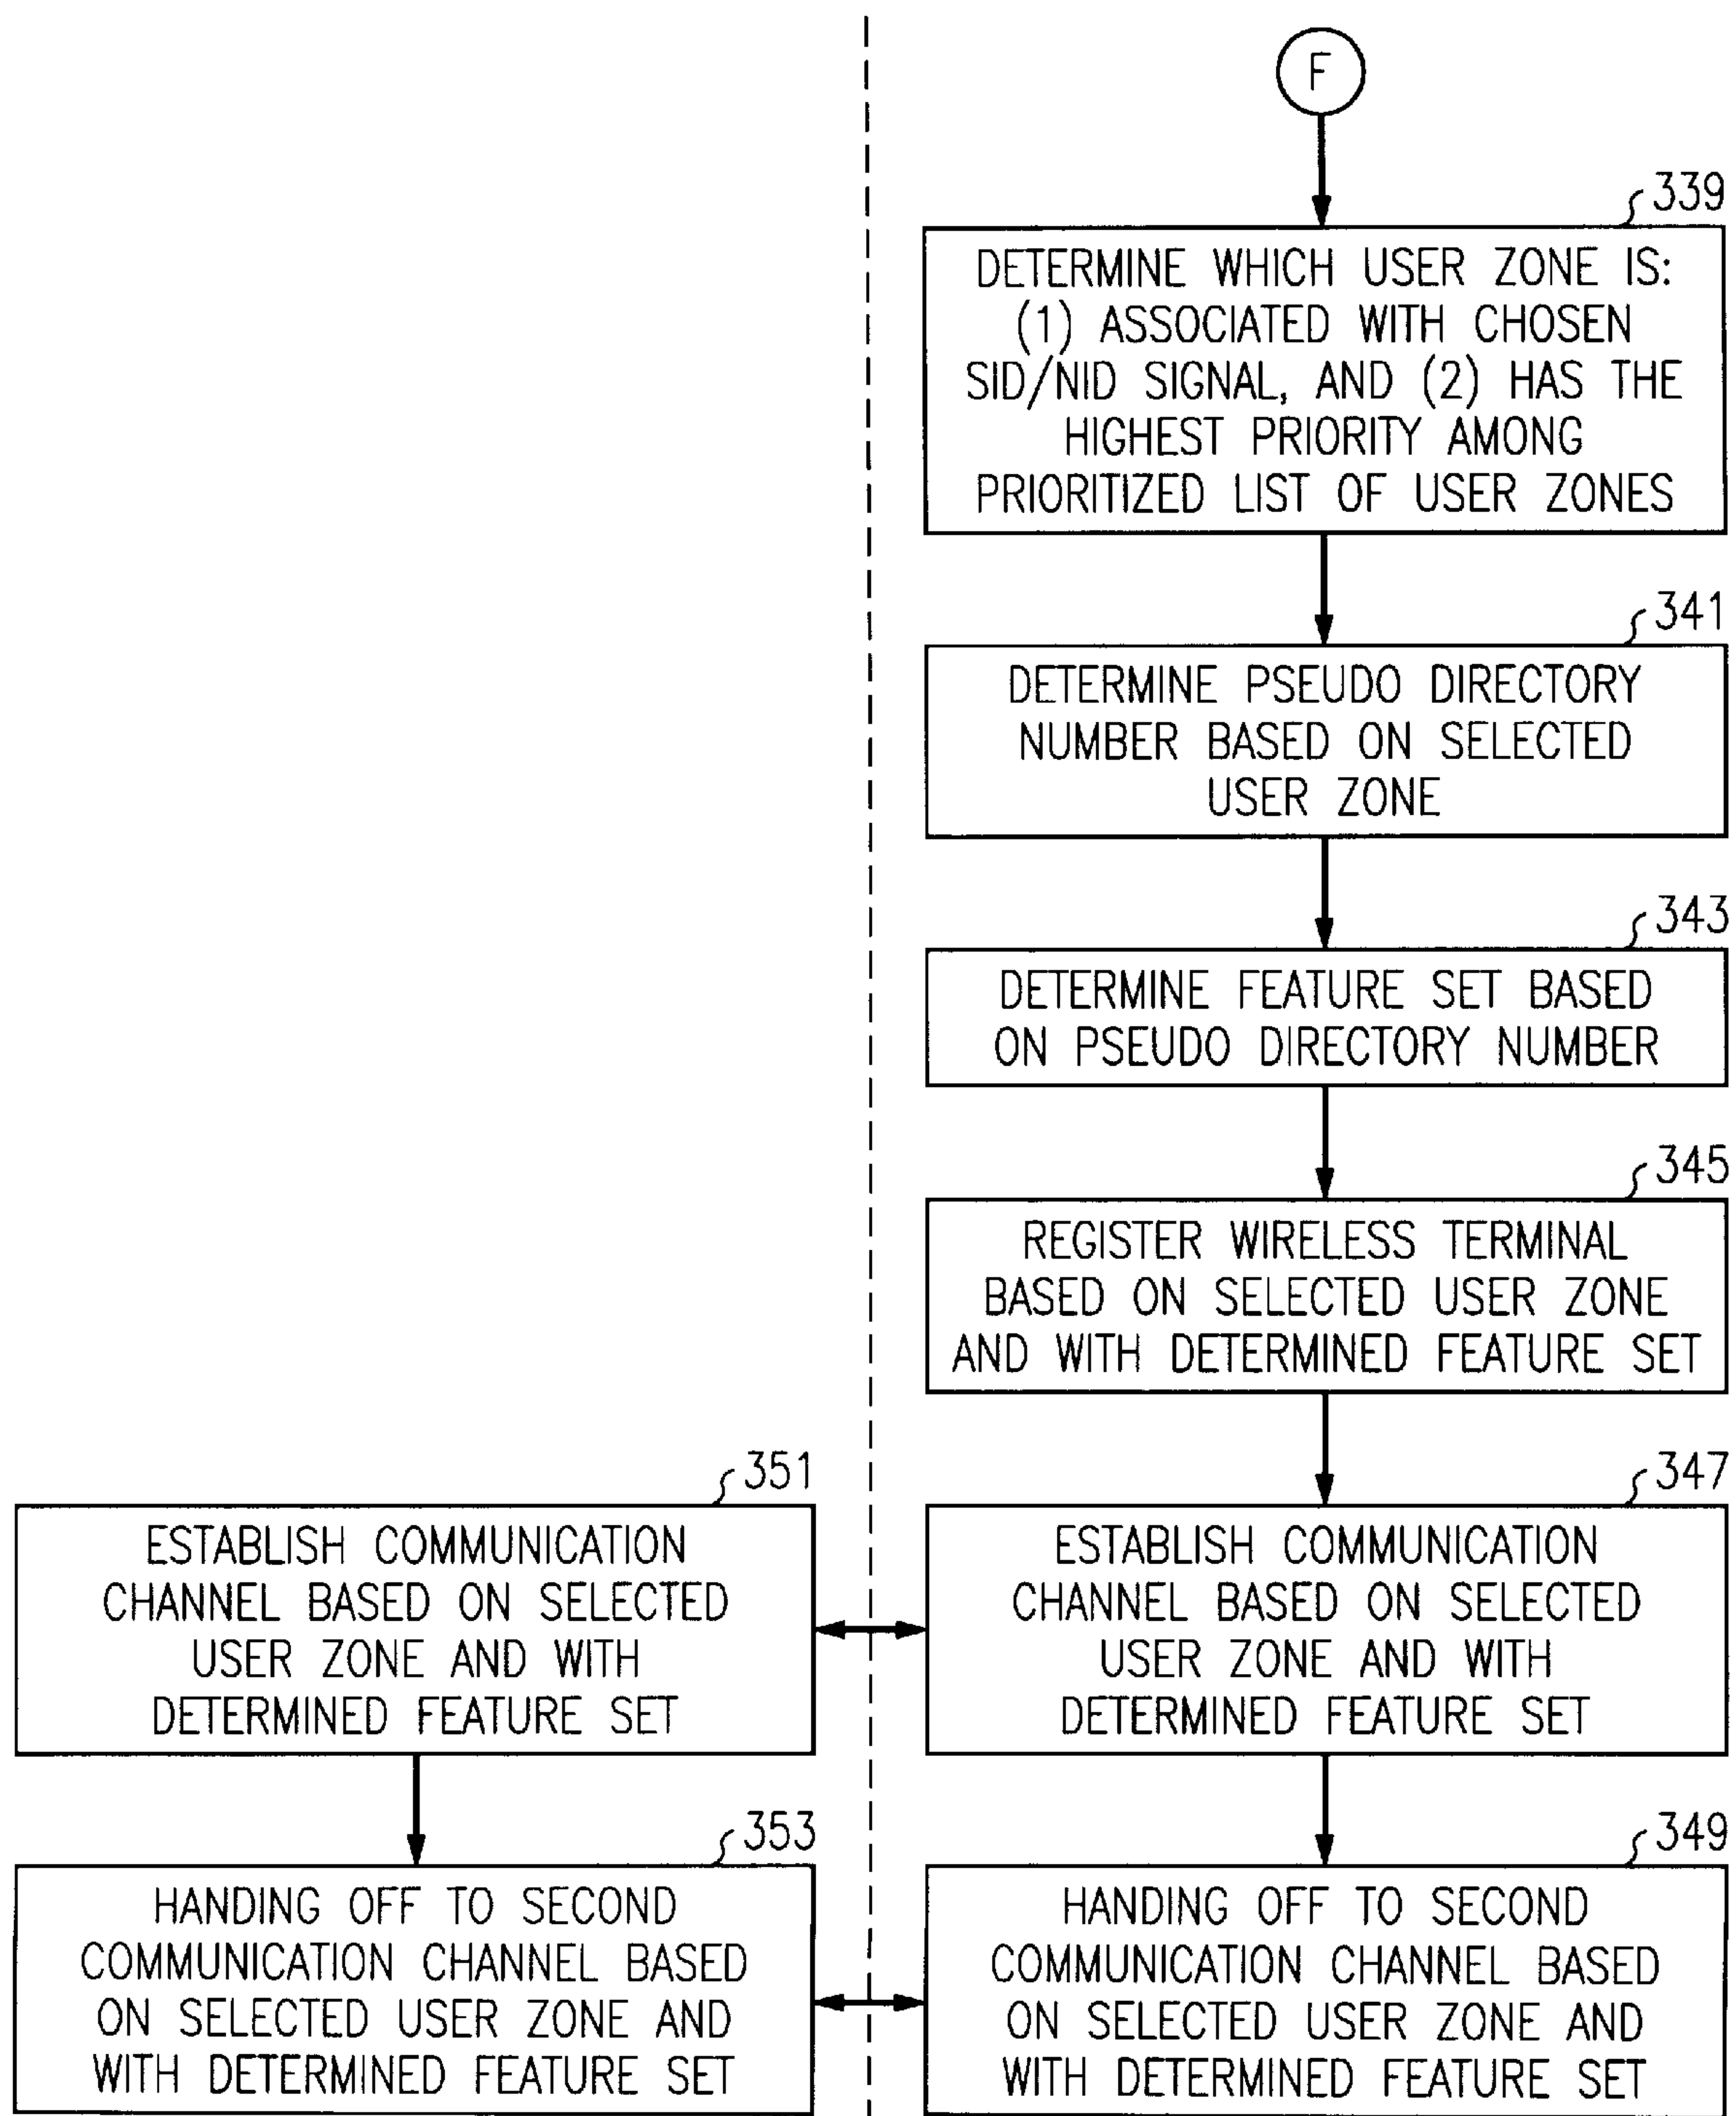 F
339
DETERMINE WHICH USER ZONE IS:
(1) ASSOCIATED WITH CHOSEN
SID/NID SIGNAL, AND (2) HAS THE
HIGHEST PRIORITY AMONG
PRIORITIZED LIST OF USER ZONES
341
DETERMINE PSEUDO DIRECTORY
NUMBER BASED ON SELECTED
USER ZONE
343
DETERMINE FEATURE SET BASED
ON PSEUDO DIRECTORY NUMBER
345
REGISTER WIRELESS TERMINAL
BASED ON SELECTED USER ZONE
AND WITH DETERMINED FEATURE SET
351
ESTABLISH COMMUNICATION
CHANNEL BASED ON SELECTED
USER ZONE AND WITH
DETERMINED FEATURE SET
347
ESTABLISH COMMUNICATION
CHANNEL BASED ON SELECTED
USER ZONE AND WITH
DETERMINED FEATURE SET
353
HANDING OFF TO SECOND
COMMUNICATION CHANNEL BASED
ON SELECTED USER ZONE AND
WITH DETERMINED FEATURE SET
349
HANDING OFF TO SECOND
COMMUNICATION CHANNEL BASED
ON SELECTED USER ZONE AND
WITH DETERMINED FEATURE SET